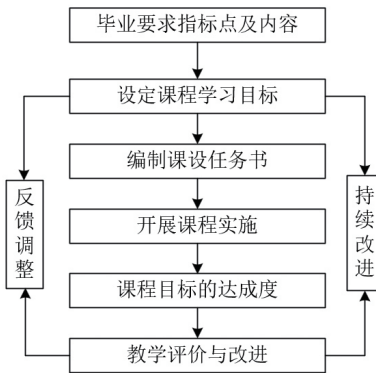 毕业要求指标点及内容
设定课程学习目标
编制课设任务书
反馈调整
持续改进
开展课程实施
课程目标的达成度
教学评价与改进